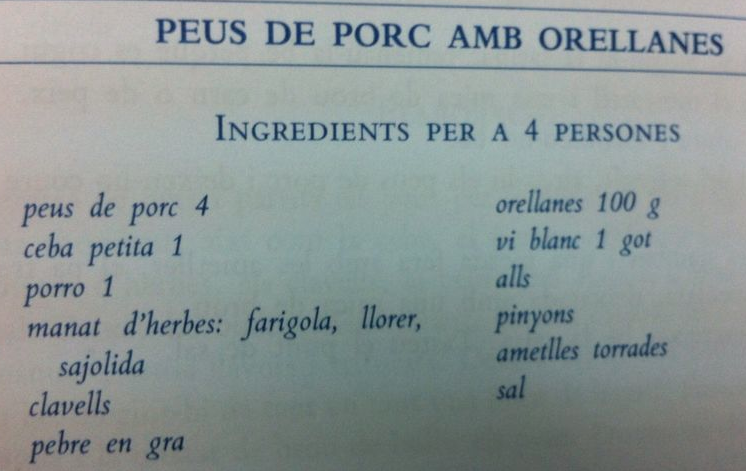 PEUS DE PORC AMB ORELLANES
INGREDIENTS PER A 4 PERSONES
peus de porc 4
ceba petita 1
porro 1
manat d'herbes: farigola, llorer,
sajolida
clavells
pebre en gra
orellanes 100 g
vi blanc 1 got
alls
pinyons
ametlles torrades
sal